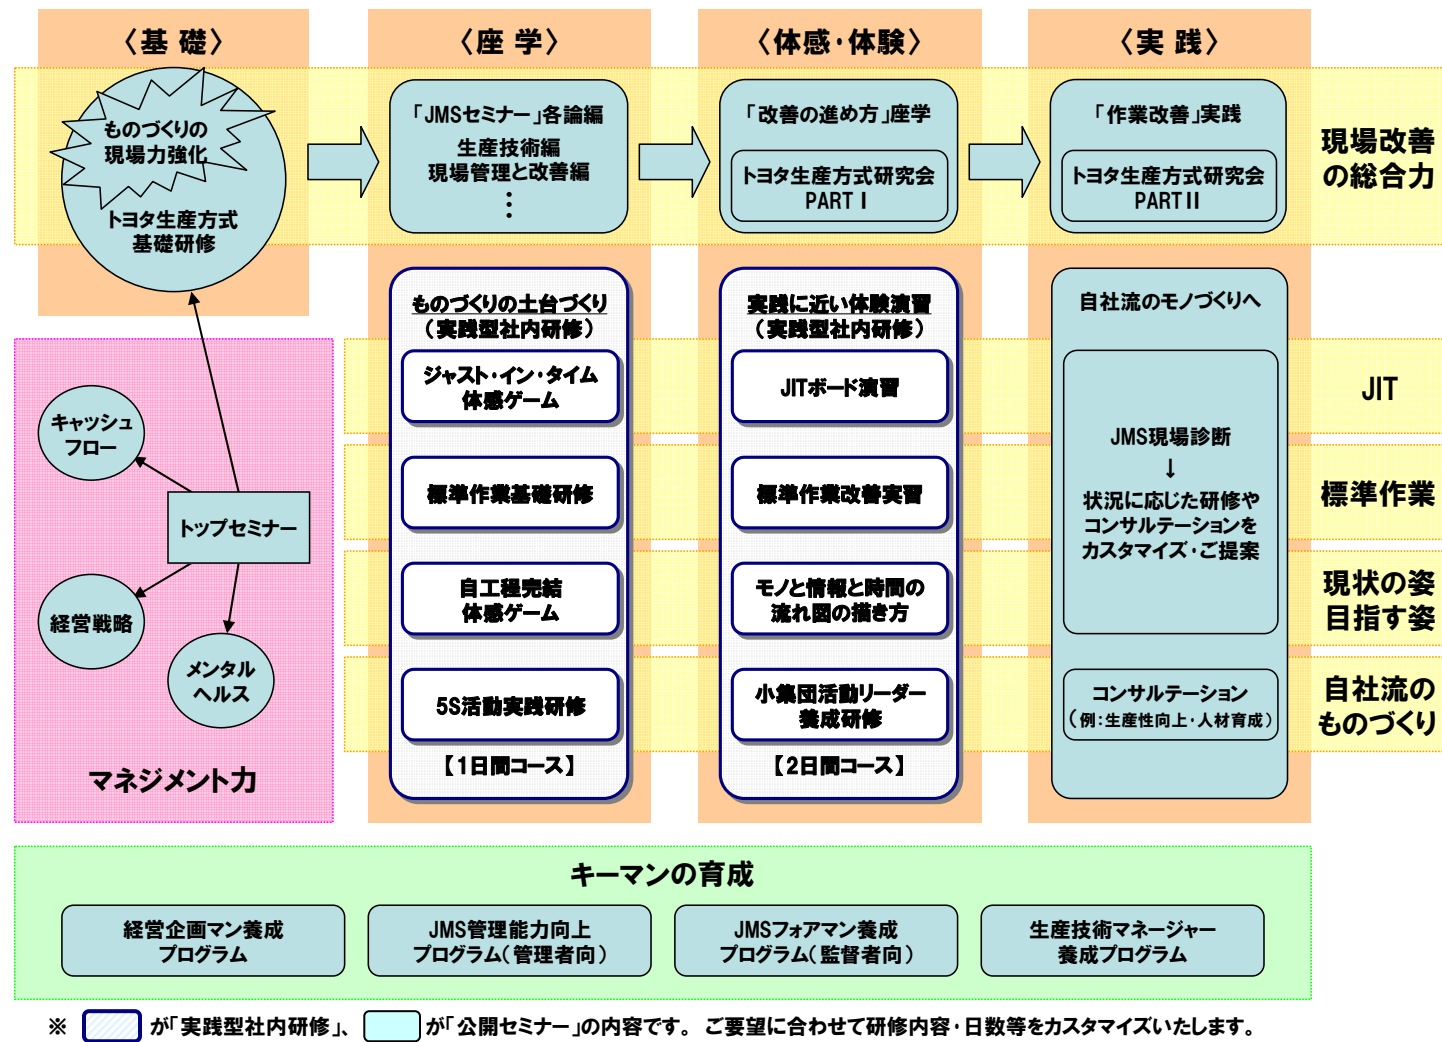 〈基 礎〉
〈座 学〉
〈体感・体験〉
〈実 践〉
ものづくりの
現場力強化
トヨタ生産方式
基礎研修
「JMSセミナー」各論編
生産技術編
現場管理と改善編
⋮
「改善の進め方」座学
トヨタ生産方式研究会
PARTⅠ
「作業改善」実践
トヨタ生産方式研究会
PARTⅡ
現場改善
の総合力
ものづくりの土台づくり
（実践型社内研修）
ジャスト・イン・タイム
体感ゲーム
標準作業基礎研修
自工程完結
体感ゲーム
5S活動実践研修
【1日間コース】
実践に近い体験演習
（実践型社内研修）
JITボード演習
標準作業改善実習
モノと情報と時間の
流れ図の描き方
小集団活動リーダー
養成研修
【2日間コース】
自社流のモノづくりへ
JMS現場診断
↓
状況に応じた研修や
コンサルテーションを
カスタマイズ・ご提案
コンサルテーション
（例：生産性向上・人材育成）
JIT
標準作業
現状の姿
目指す姿
自社流の
ものづくり
キャッシュ
フロー
トップセミナー
経営戦略
メンタル
ヘルス
マネジメント力
キーマンの育成
経営企画マン養成
プログラム
JMS管理能力向上
プログラム（管理者向）
JMSフォアマン養成
プログラム（監督者向）
生産技術マネージャー
養成プログラム
※ が「実践型社内研修」、 が「公開セミナー」の内容です。 ご要望に合わせて研修内容・日数等をカスタマイズいたします。